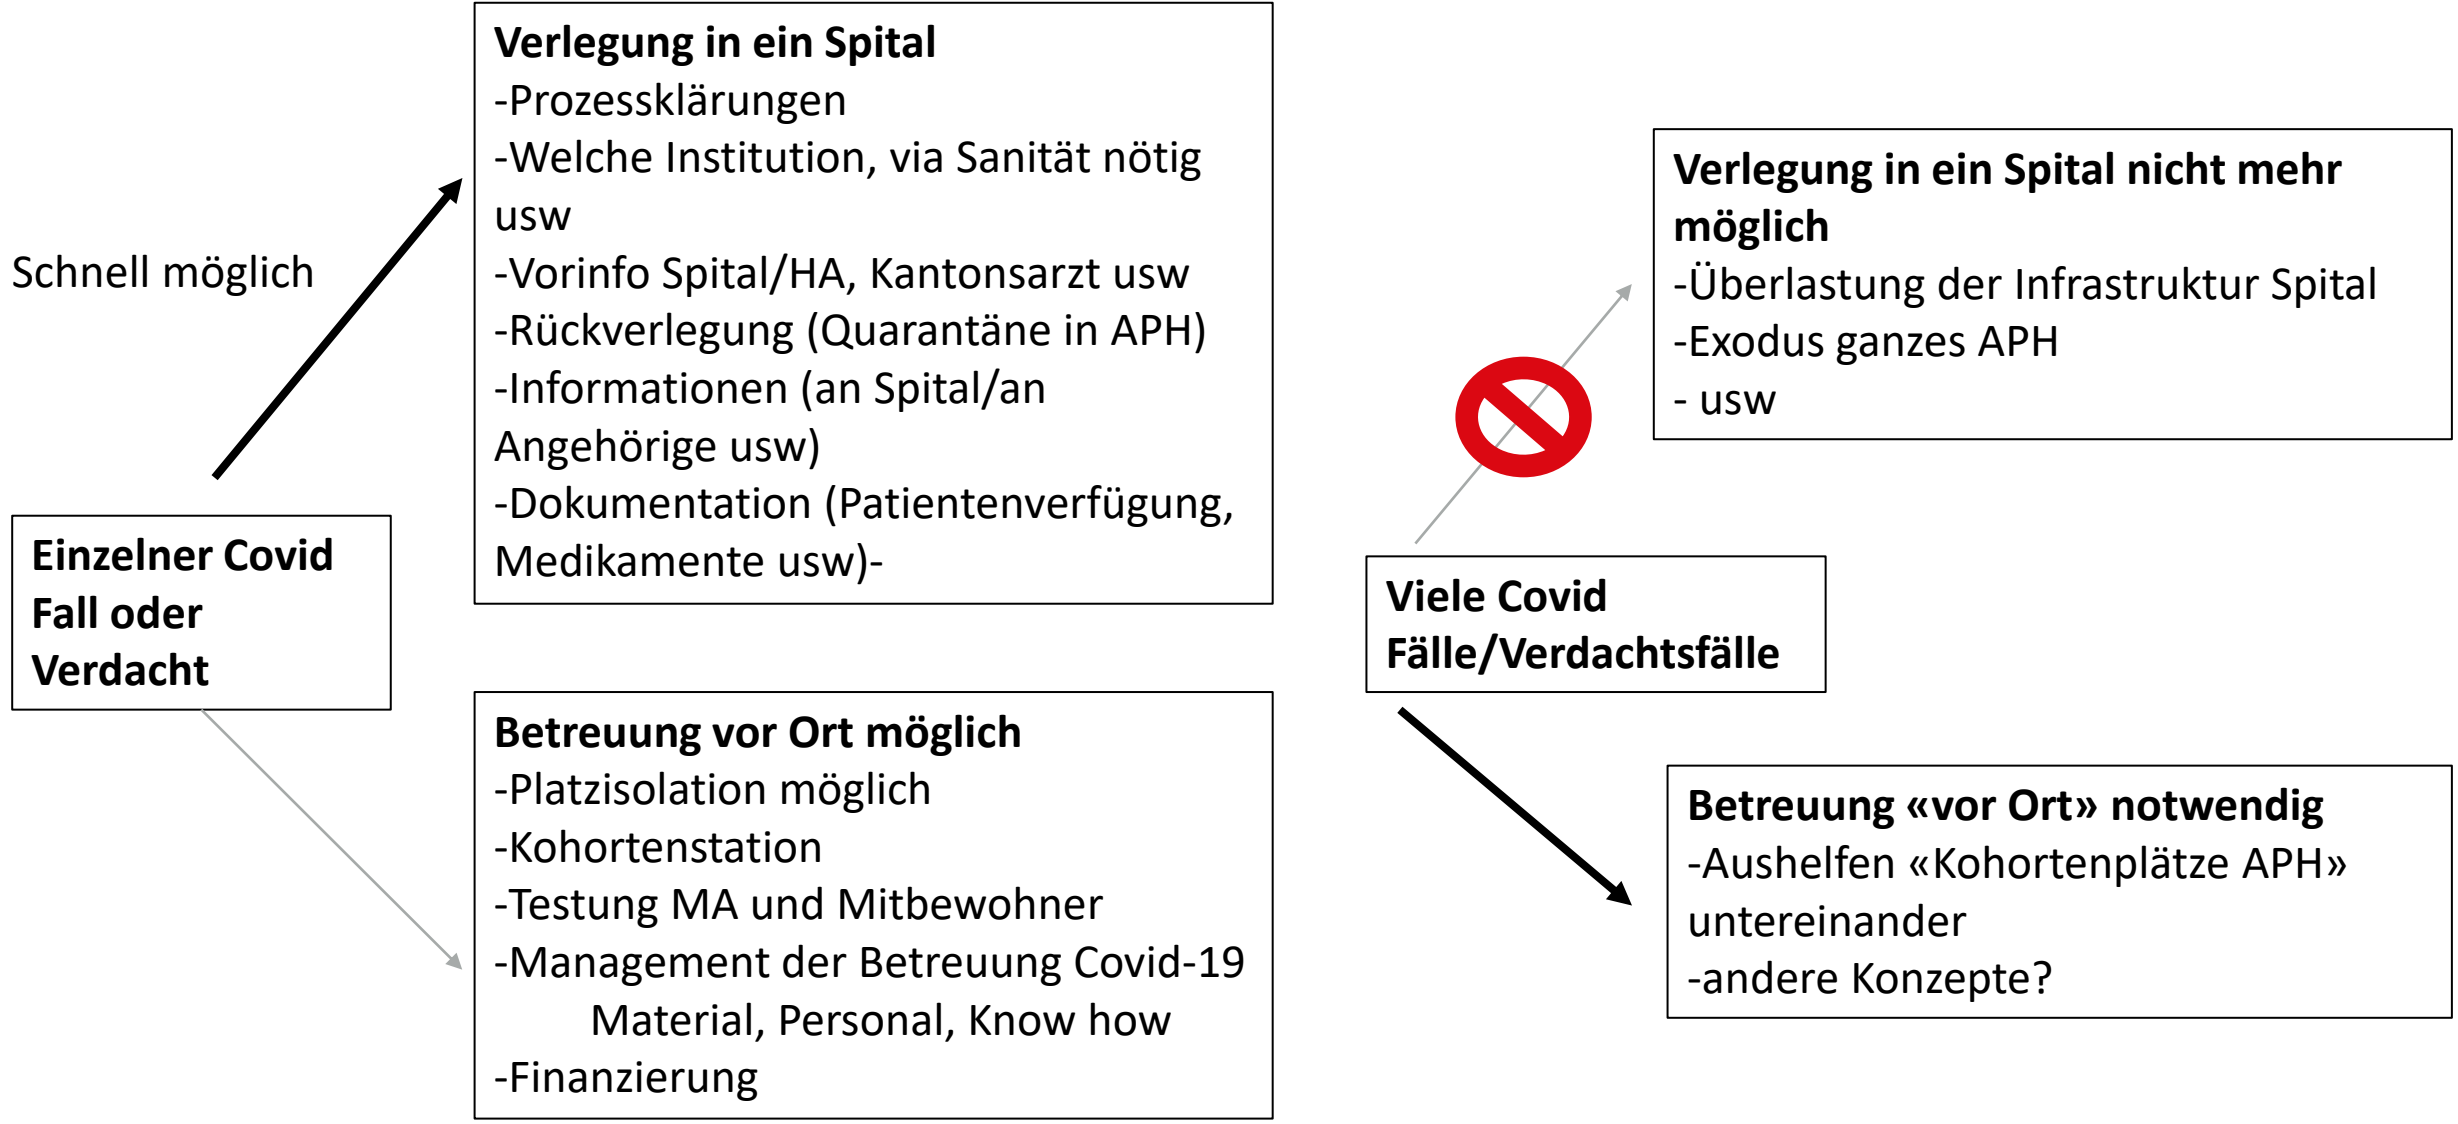 Verlegung in ein Spital
-Prozessklärungen
-Welche Institution, via Sanität nötig
usw
-Vorinfo Spital/HA, Kantonsarzt usw
-Rückverlegung (Quarantäne in APH)
-Informationen (an Spital/an
Angehörige usw)
-Dokumentation (Patientenverfügung,
Medikamente usw)-
Schnell möglich
Einzelner Covid
Fall oder
Verdacht
Betreuung vor Ort möglich
-Platzisolation möglich
-Kohortenstation
-Testung MA und Mitbewohner
-Management der Betreuung Covid-19
Material, Personal, Know how
-Finanzierung
Verlegung in ein Spital nicht mehr
möglich
-Überlastung der Infrastruktur Spital
-Exodus ganzes APH
- usw
Viele Covid
Fälle/Verdachtsfälle
Betreuung «vor Ort» notwendig
-Aushelfen «Kohortenplätze APH»
untereinander
-andere Konzepte?